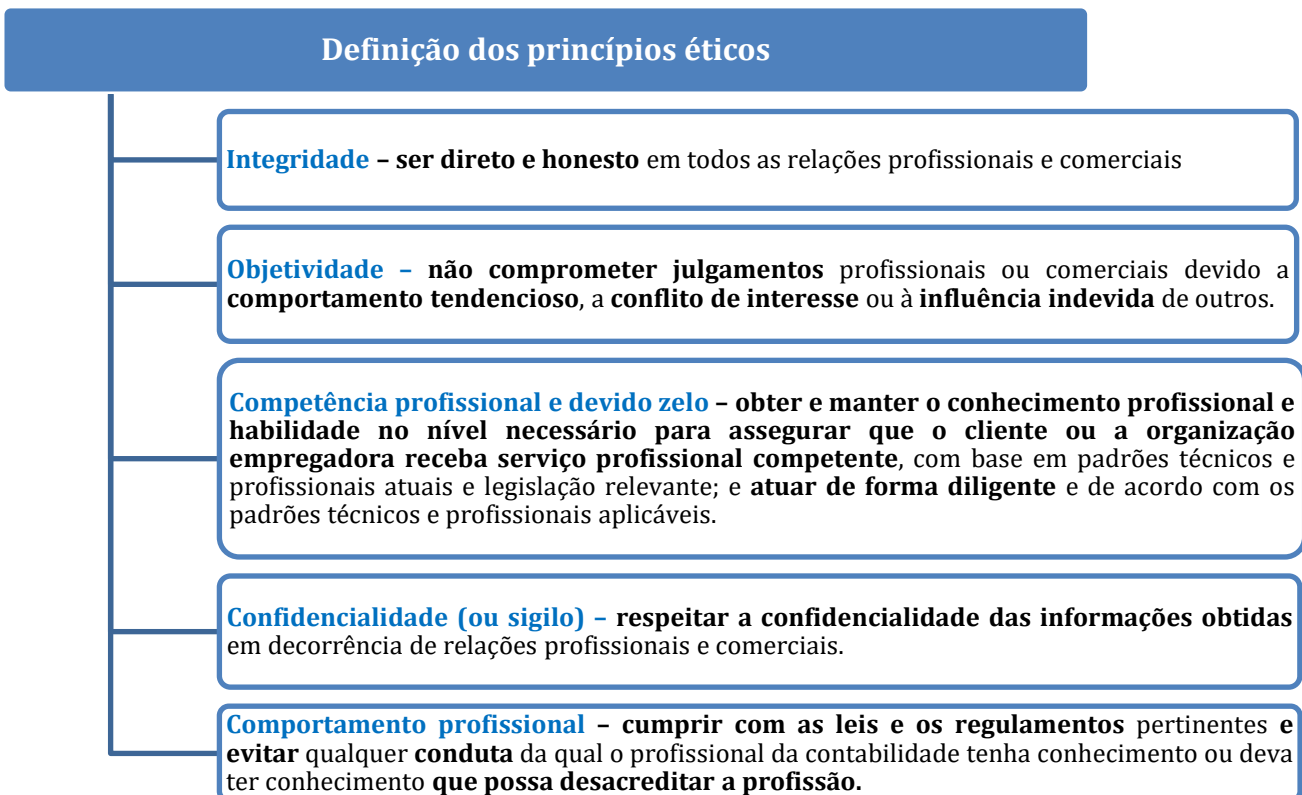 Definição dos princípios éticos
Integridade – ser direto e honesto em todos as relações profissionais e comerciais
Objetividade – não comprometer julgamentos profissionais ou comerciais devido a
comportamento tendencioso, a conflito de interesse ou à influência indevida de outros.
Competência profissional e devido zelo – obter e manter o conhecimento profissional e
habilidade no nível necessário para assegurar que o cliente ou a organização
empregadora receba serviço profissional competente, com base em padrões técnicos e
profissionais atuais e legislação relevante; e atuar de forma diligente e de acordo com os
padrões técnicos e profissionais aplicáveis.
Confidencialidade (ou sigilo) – respeitar a confidencialidade das informações obtidas
em decorrência de relações profissionais e comerciais.
Comportamento profissional – cumprir com as leis e os regulamentos pertinentes e
evitar qualquer conduta da qual o profissional da contabilidade tenha conhecimento ou deva
ter conhecimento que possa desacreditar a profissão.